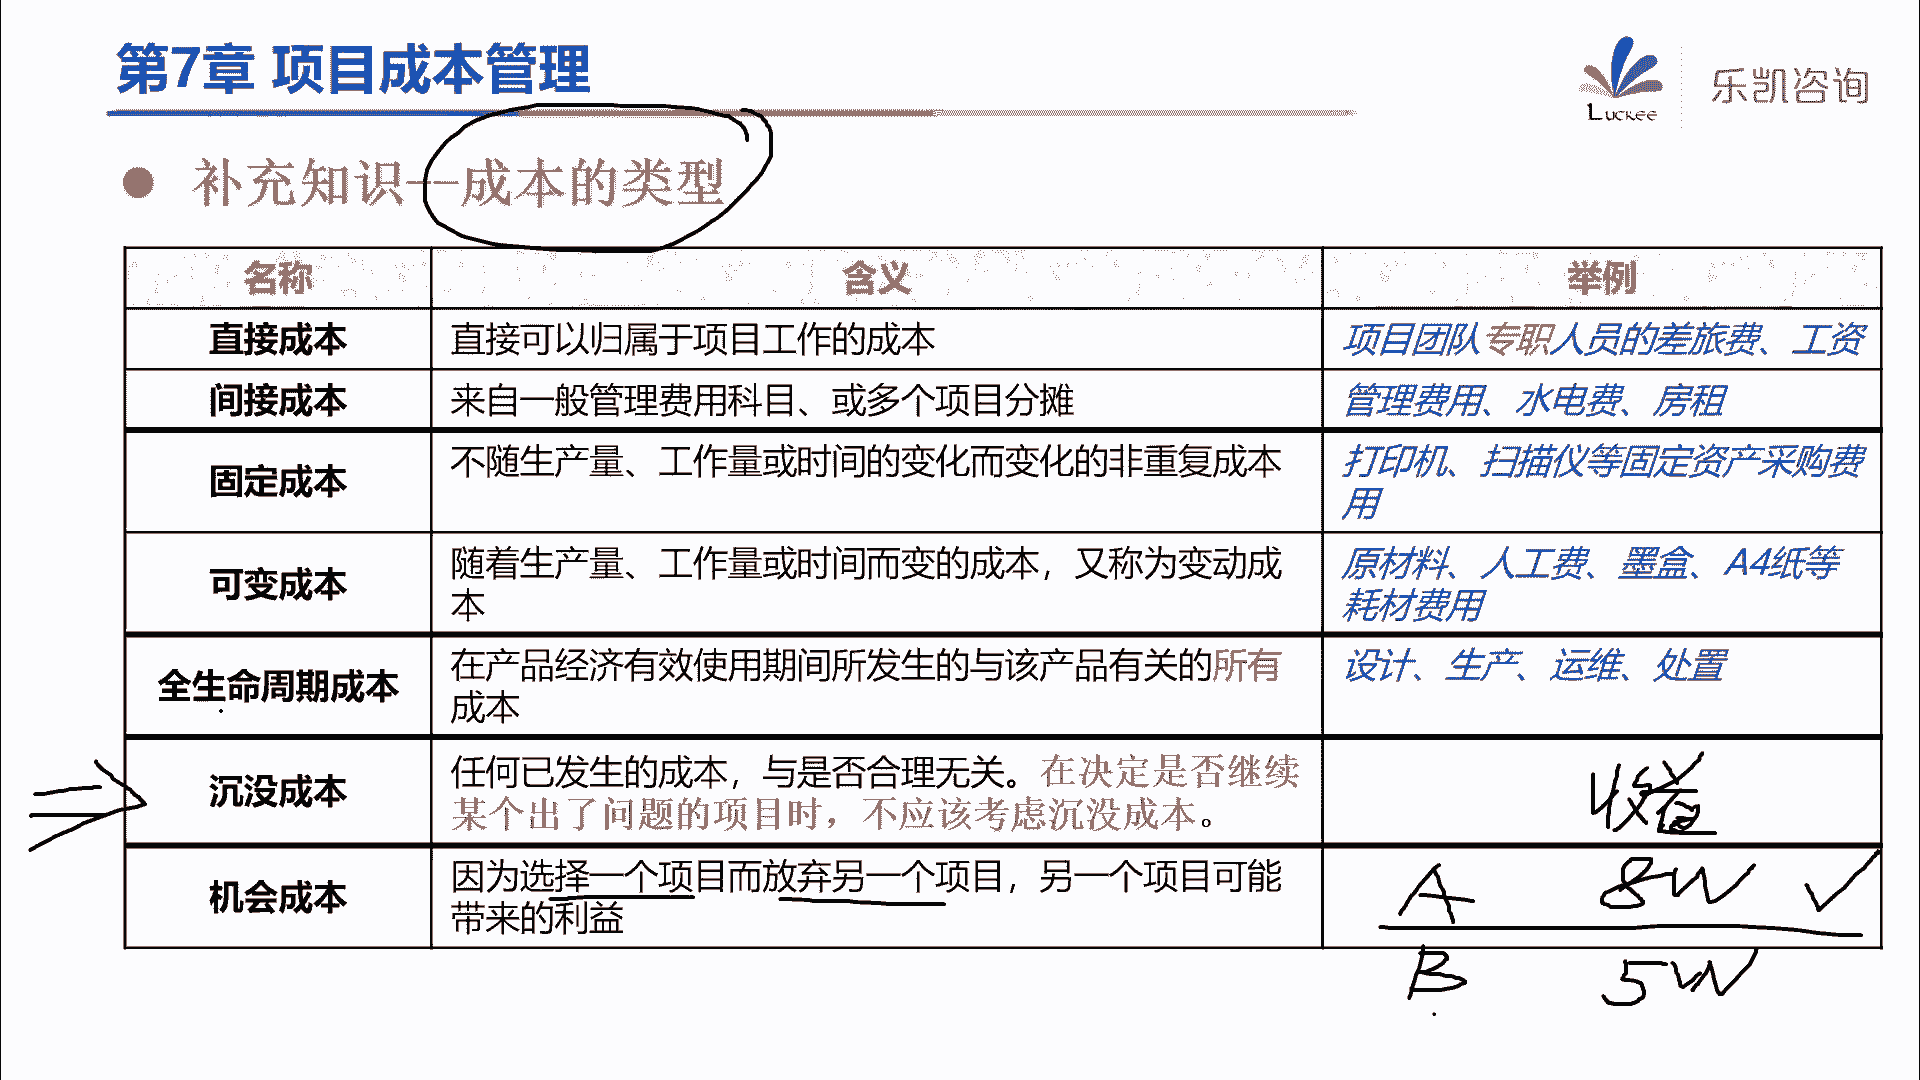 第7章 项目成本管理
Luckee
乐凯咨询
● 补充知识—成本的类型
名称 含义 举例
直接成本 直接可以归属于项目工作的成本 项目团队专职人员的差旅费、工资
间接成本 来自一般管理费用科目、或多个项目分摊 管理费用、水电费、房租
固定成本 不随生产量、工作量或时间的变化而变化的非重复成本 打印机、扫描仪等固定资产采购费
用
可变成本 随着生产量、工作量或时间而变的成本，又称为变动成
本
原材料、人工费、墨盒、A4纸等
耗材费用
全生命周期成本 在产品经济有效使用期间所发生的与该产品有关的所有
成本
设计、生产、运维、处置
沉没成本 任何已发生的成本，与是否合理无关。在决定是否继续
某个出了问题的项目时，不应该考虑沉没成本。
收益
机会成本 因为选择一个项目而放弃另一个项目，另一个项目可能
带来的利益
A 8W ✓
B 5W